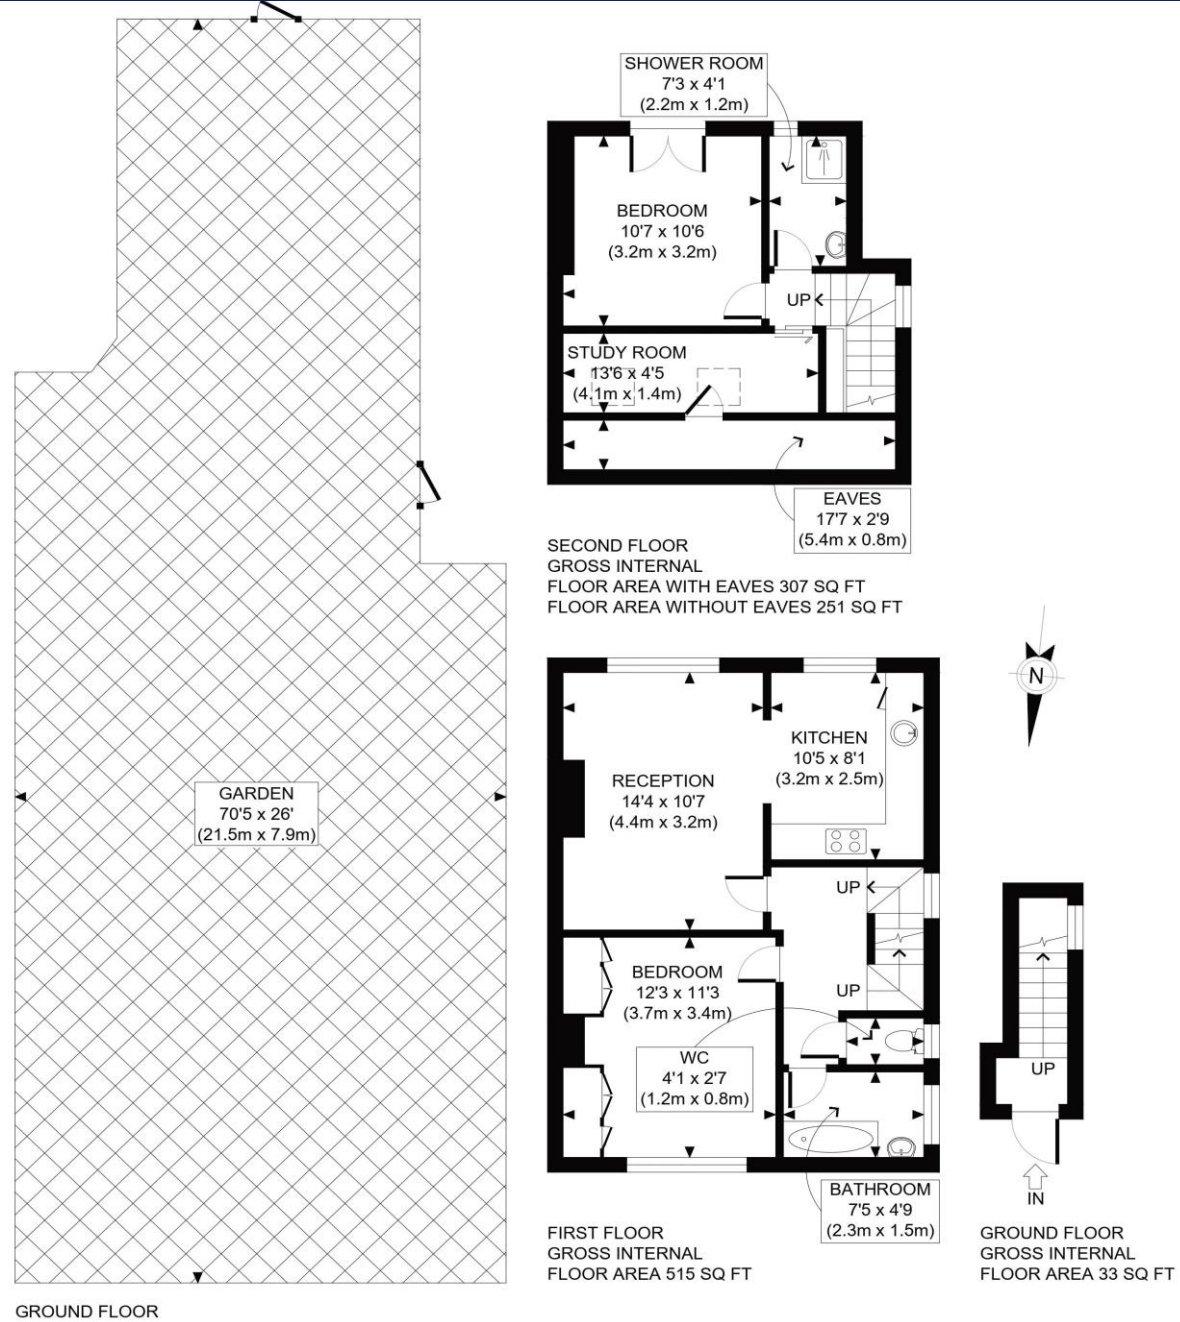 SHOWER ROOM
7'3 x 4'1
(2.2m x 1.2m)
BEDROOM
10'7 x 10'6
(3.2m x 3.2m)
UP
STUDY ROOM
13'6 x 4'5
(4.1m x 1.4m)
EAVES
17'7 x 2'9
(5.4m x 0.8m)
SECOND FLOOR
GROSS INTERNAL
FLOOR AREA WITH EAVES 307 SQ FT
FLOOR AREA WITHOUT EAVES 251 SQ FT
N
KITCHEN
10'5 x 8'1
(3.2m x 2.5m)
RECEPTION
14'4 x 10'7
(4.4m x 3.2m)
GARDEN
70'5 x 26'
(21.5m x 7.9m)
UP
BEDROOM
12'3 x 11'3
(3.7m x 3.4m)
UP
WC
4'1 x 2'7
(1.2m x 0.8m)
UP
BATHROOM
7'5 x 4'9
(2.3m x 1.5m)
IN
FIRST FLOOR
GROSS INTERNAL
FLOOR AREA 515 SQ FT
GROUND FLOOR
GROSS INTERNAL
FLOOR AREA 33 SQ FT
GROUND FLOOR